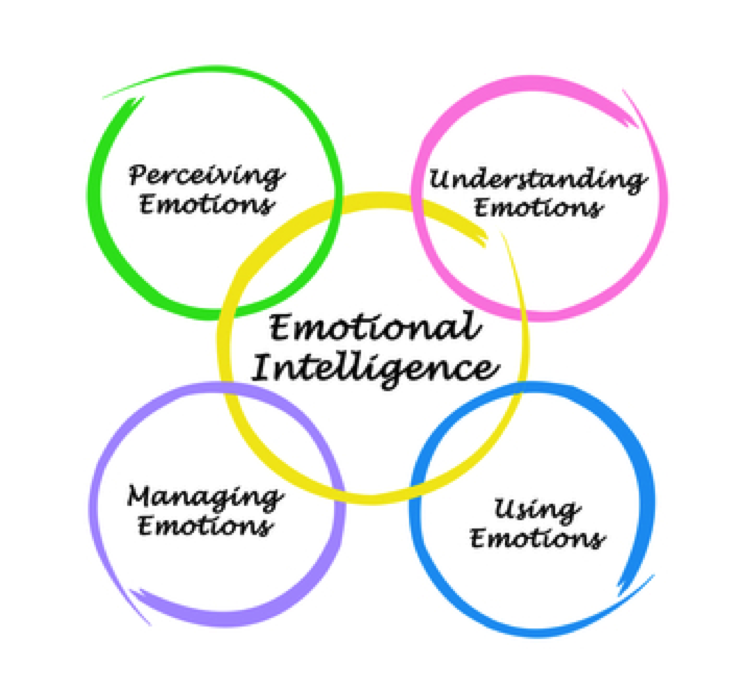 Perceiving
Emotions
Understanding
Emotions
Emotional
Intelligence
Managing
Emotions
Using
Emotions